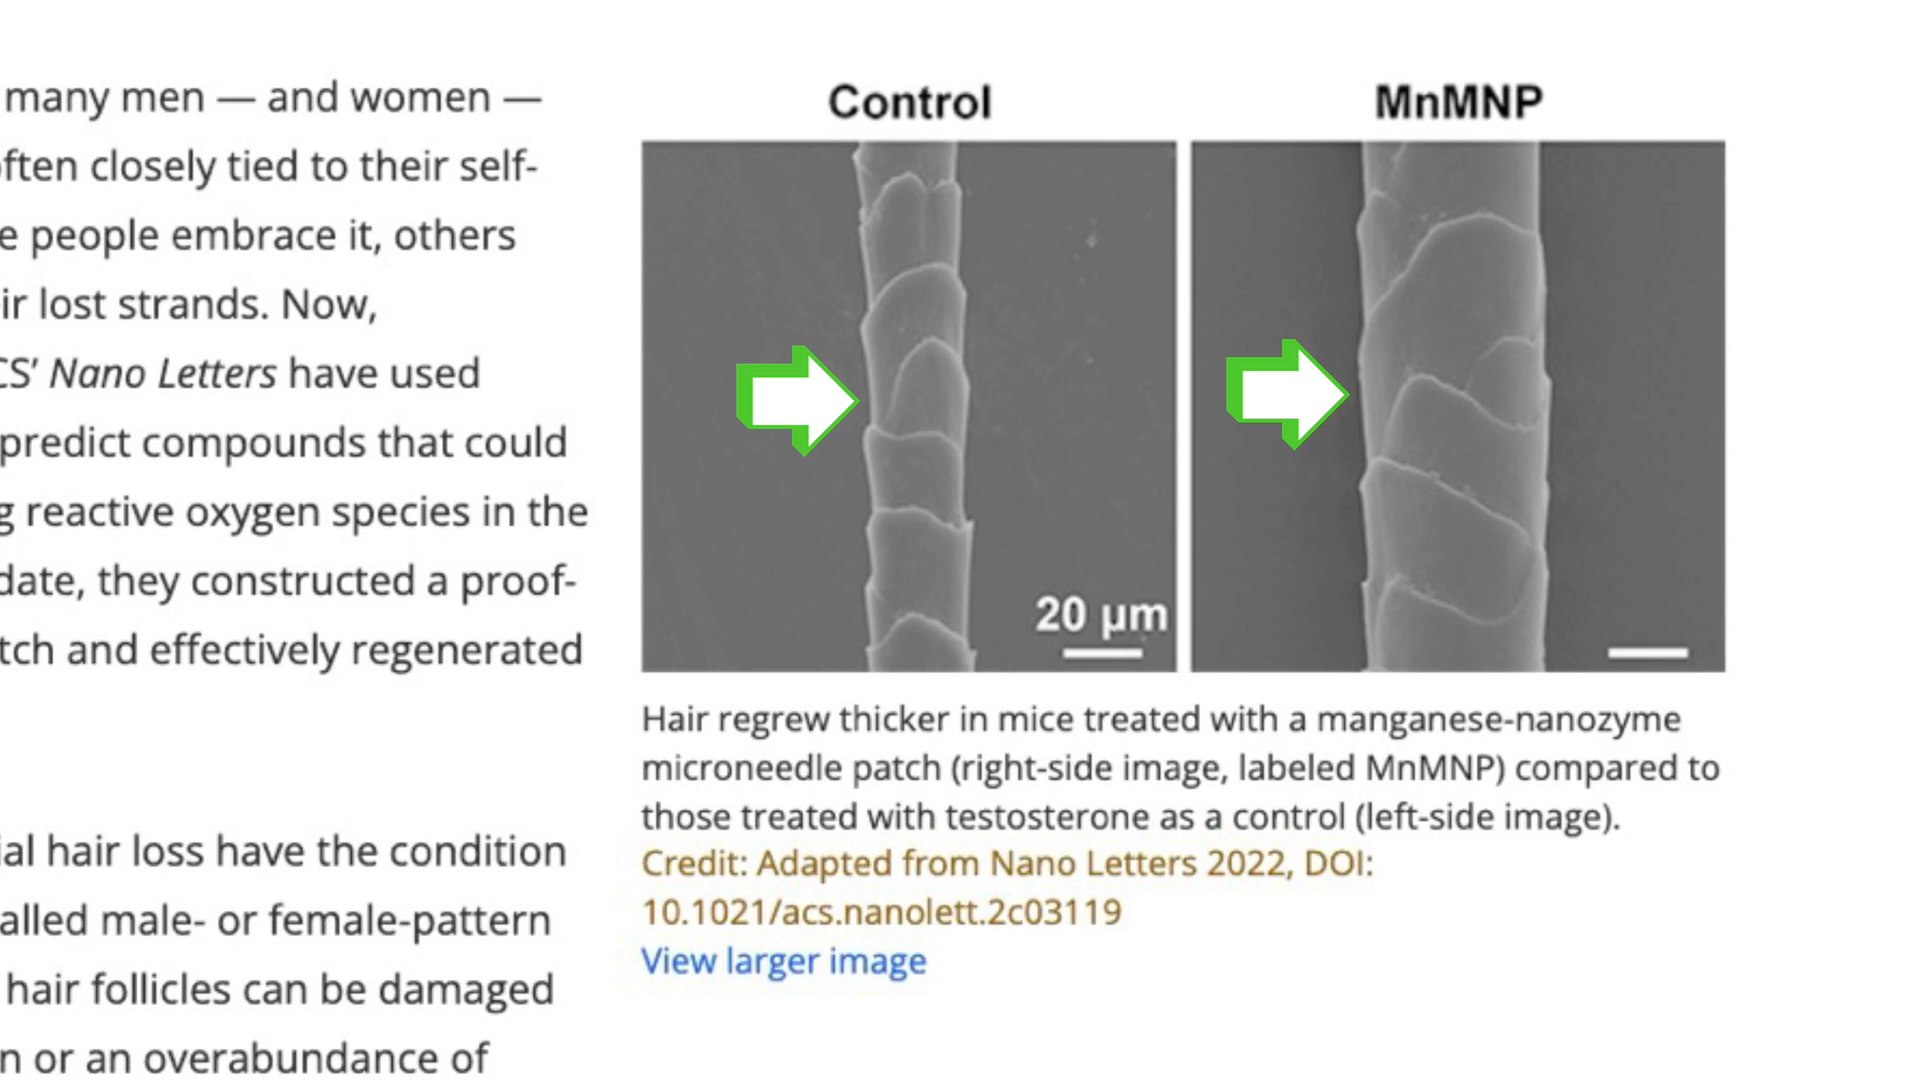 many men — and women —
often closely tied to their self-
e people embrace it, others
ir lost strands. Now,
CS’ Nano Letters have used
predict compounds that could
g reactive oxygen species in the
date, they constructed a proof-
tch and effectively regenerated
ial hair loss have the condition
alled male- or female-pattern
hair follicles can be damaged
n or an overabundance of
Control
MnMNP
20 μm
Hair regrew thicker in mice treated with a manganese-nanozyme
microneedle patch (right-side image, labeled MnMNP) compared to
those treated with testosterone as a control (left-side image).
Credit: Adapted from Nano Letters 2022, DOI:
10.1021/acs.nanolett.2c03119
View larger image